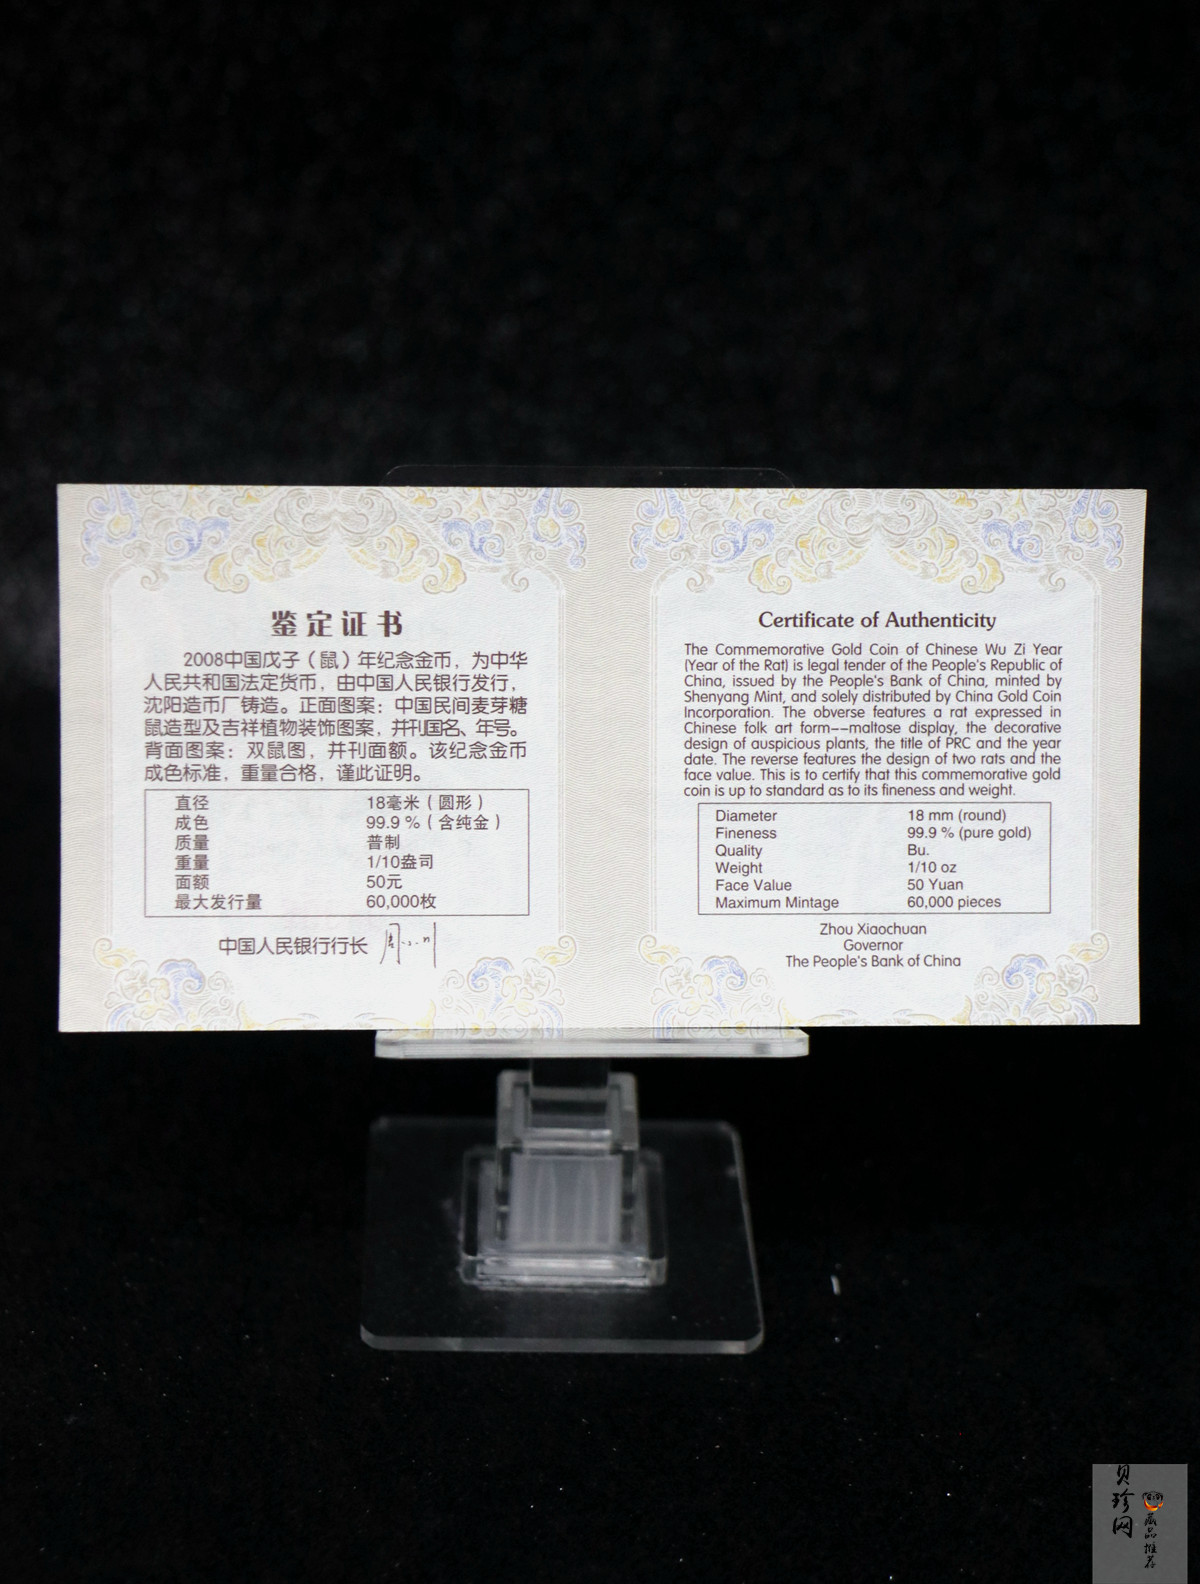 鉴定证书
2008中国戊子（鼠）年纪念金币，为中华
人民共和国法定货币，由中国人民银行发行，
沈阳造币厂铸造。正面图案：中国民间麦芽糖
鼠造型及吉祥植物装饰图案，并刊国名、年号。
背面图案：双鼠图，并刊面额。该纪念金币
成色标准，重量合格，谨此证明。
直径 18毫米（圆形）
成色 99.9 %（含纯金）
质量 普制
重量 1/10盎司
面额 50元
最大发行量 60,000枚
中国人民银行行长
Certificate of Authenticity
The Commemorative Gold Coin of Chinese Wu Zi Year
(Year of the Rat) is legal tender of the People's Republic of
China, issued by the People's Bank of China, minted by
Shenyang Mint, and solely distributed by China Gold Coin
Incorporation. The obverse features a rat expressed in
Chinese folk art form--maltose display, the decorative
design of auspicious plants, the title of PRC and the year
date. The reverse features the design of two rats and the
face value. This is to certify that this commemorative gold
coin is up to standard as to its fineness and weight.
Diameter 18 mm (round)
Fineness 99.9 % (pure gold)
Quality Bu.
Weight 1/10 oz
Face Value 50 Yuan
Maximum Mintage 60,000 pieces
Zhou Xiaochuan
Governor
The People's Bank of China
贝珍网
藏品推荐